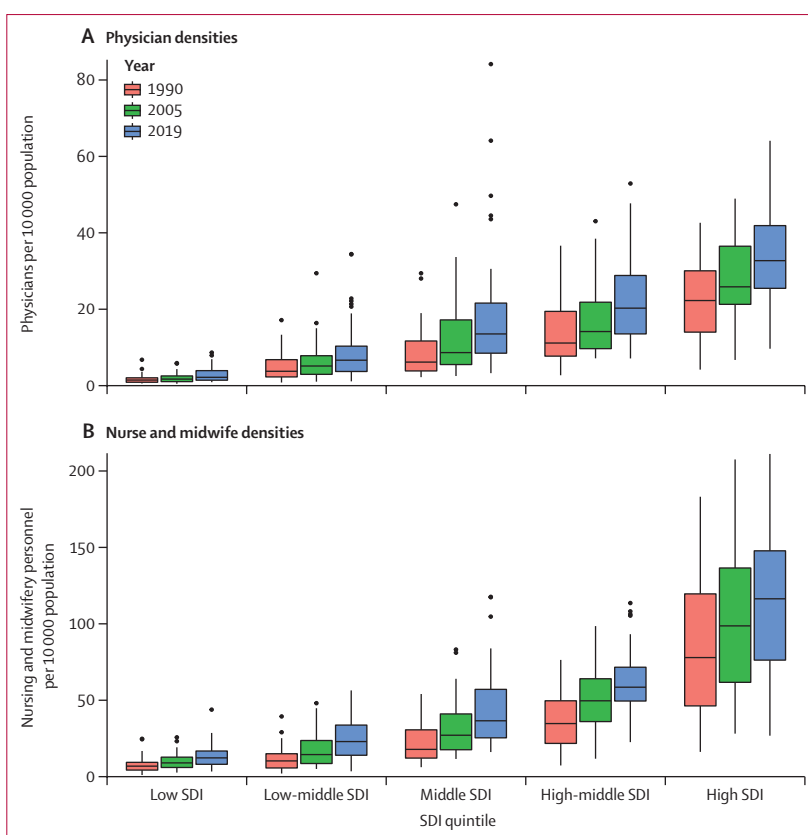 A Physician densities
Year
1990
2005
2019
80
60
40
20
0
Physicians per 10 000 population
B Nurse and midwife densities
200
150
100
50
0
Nursing and midwifery personnel
per 10 000 population
Low SDI Low-middle SDI Middle SDI High-middle SDI High SDI
SDI quintile